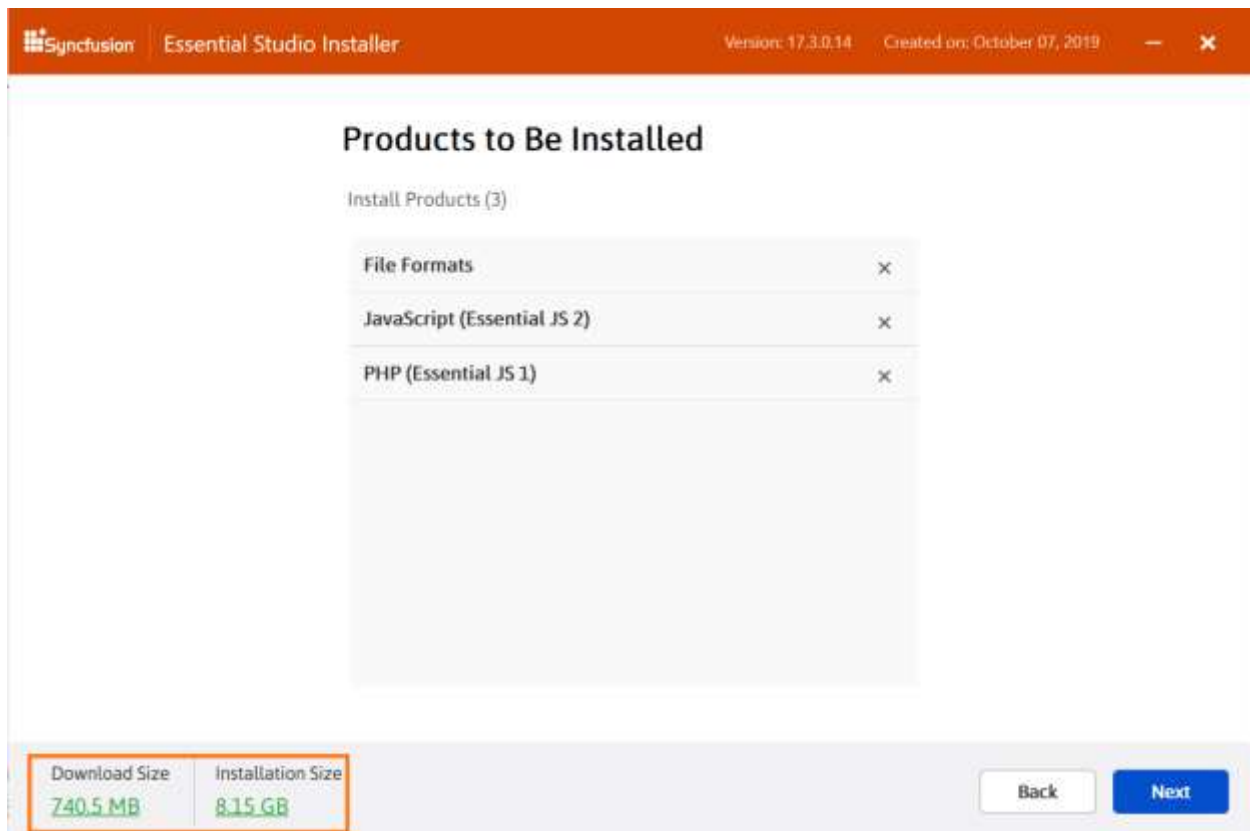 Syncfusion Essential Studio Installer Version: 17.3.0.14 Created on: October 07, 2019
Products to Be Installed
Install Products (3)
File Formats
JavaScript (Essential JS 2)
PHP (Essential JS 1)
Download Size Installation Size
740.5 MB 8.15 GB
Back Next